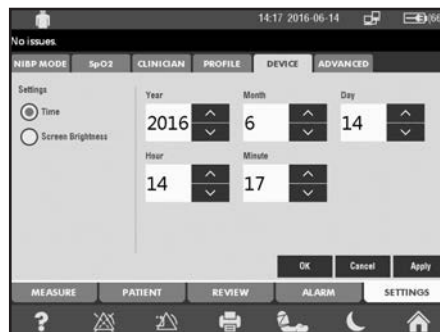 14:17 2016-06-14 (66
No issues.
NIBP MODE SpO2 CLINICIAN PROFILE DEVICE ADVANCED
Settings Year Month Day
Time
2016 6 14
Screen Brightness
Hour Minute
14 17
OK Cancel Apply
MEASURE PATIENT REVIEW ALARM SETTINGS
?